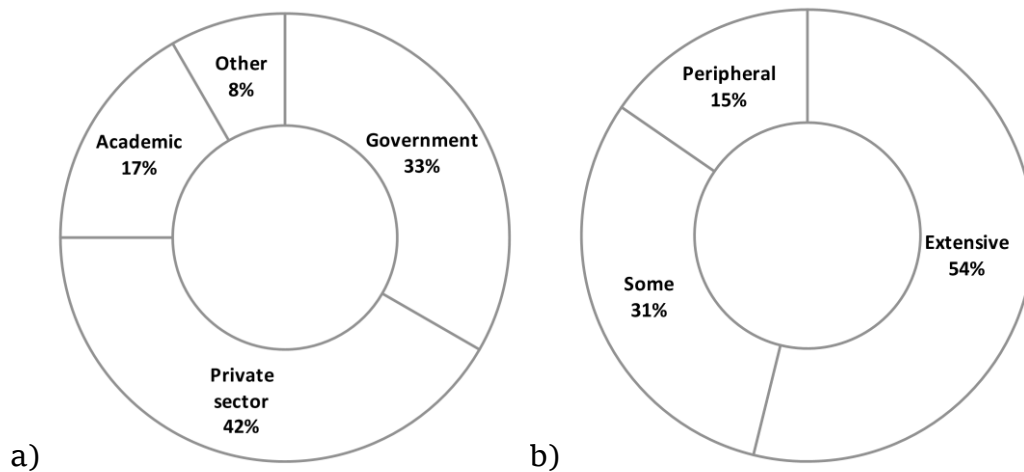 Other
8%
Academic
17%
Government
33%
Private
sector
42%
a)
Peripheral
15%
Some
31%
Extensive
54%
b)